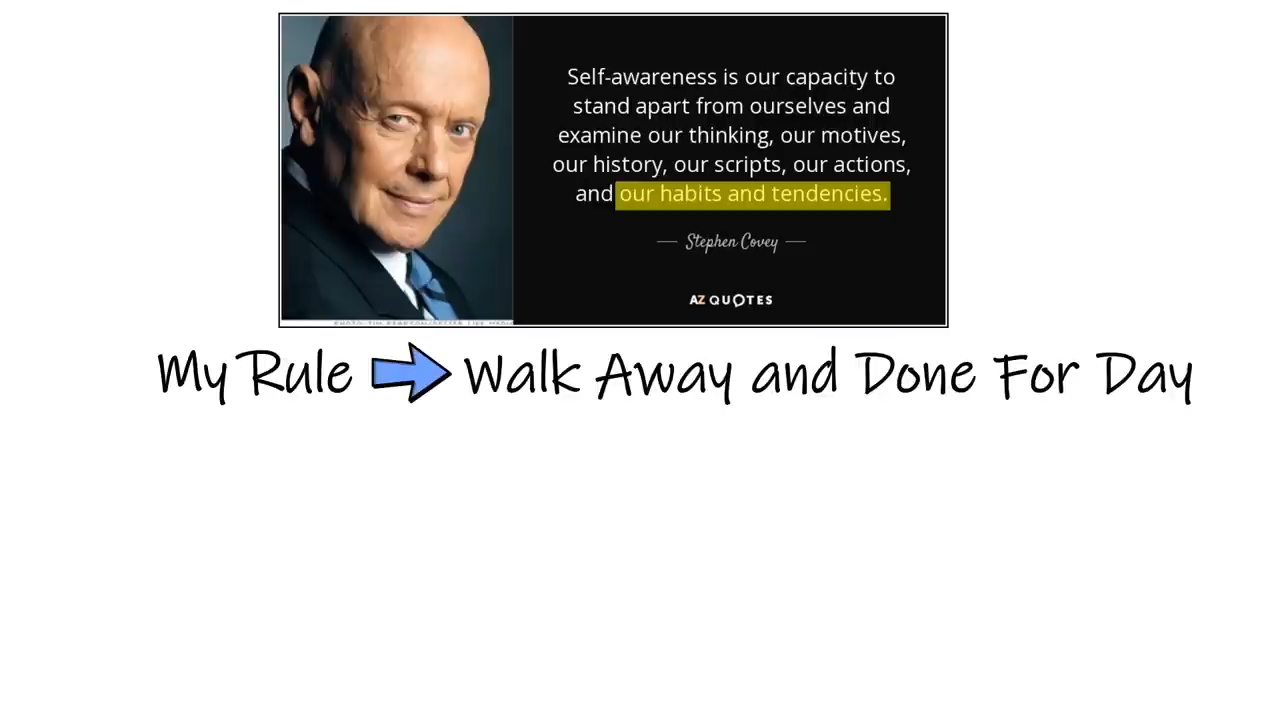 Self-awareness is our capacity to
stand apart from ourselves and
examine our thinking, our motives,
our history, our scripts, our actions,
and our habits and tendencies.
Stephen Covey
AZ QUOTES
My Rule Walk Away and Done For Day